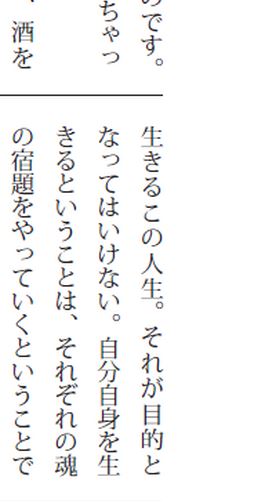 のです。
ちゃっ
、酒を
生きるこの人生。それが目的と
なってはいけない。自分自身を生
きるということは、それぞれの魂
の宿題をやっていくということで